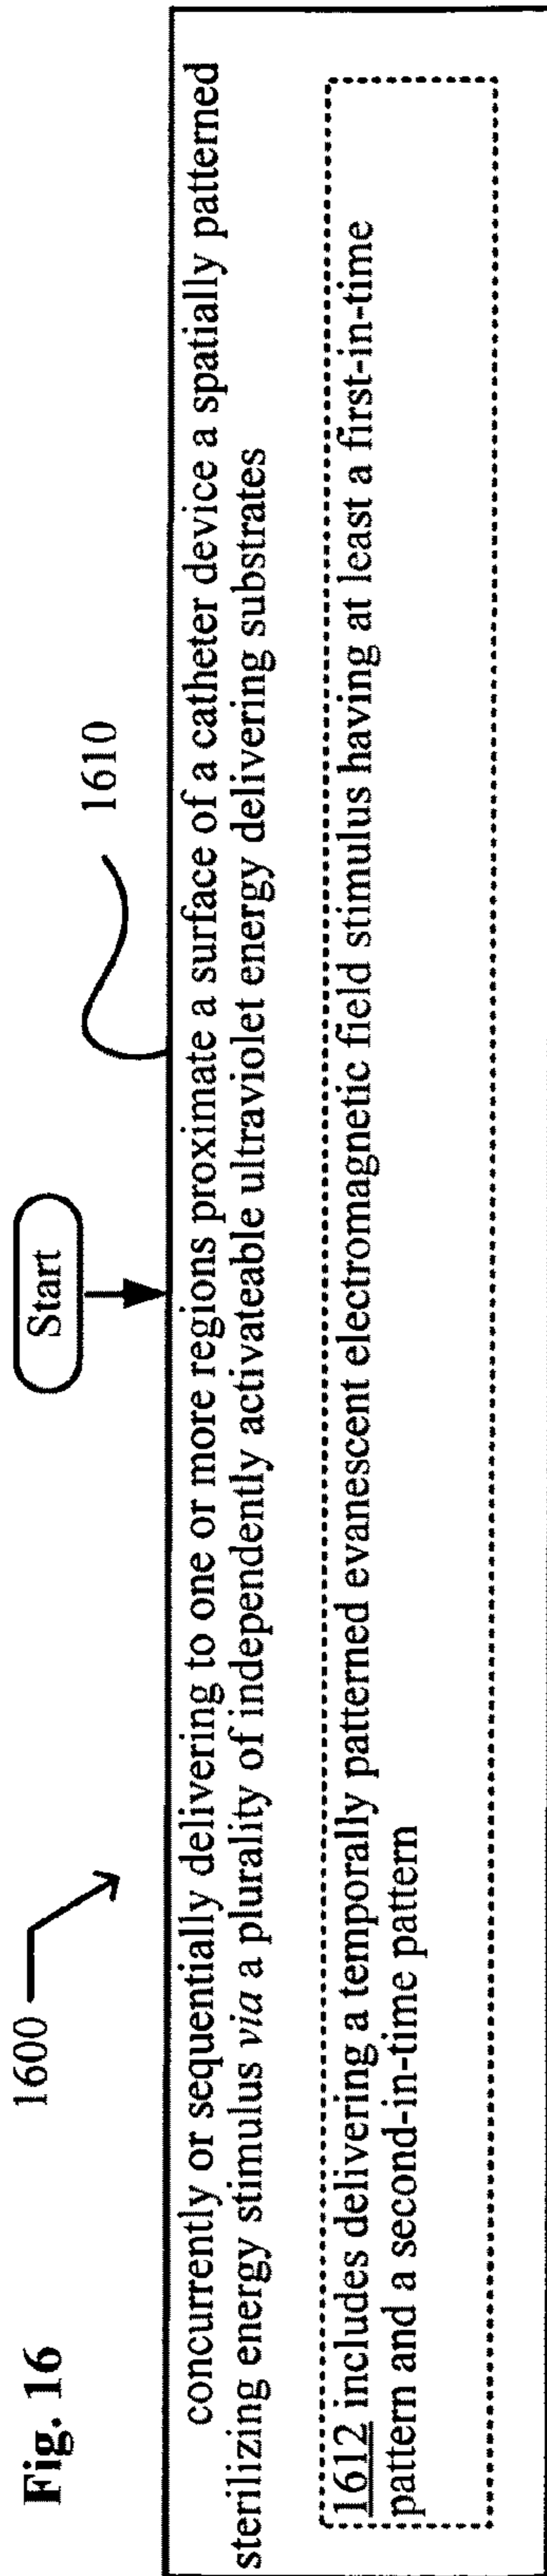 Fig. 16
1600
Start
1610
concurrently or sequentially delivering to one or more regions proximate a surface of a catheter device a spatially patterned
sterilizing energy stimulus via a plurality of independently activateable ultraviolet energy delivering substrates
1612 includes delivering a temporally patterned evanescent electromagnetic field stimulus having at least a first-in-time
pattern and a second-in-time pattern